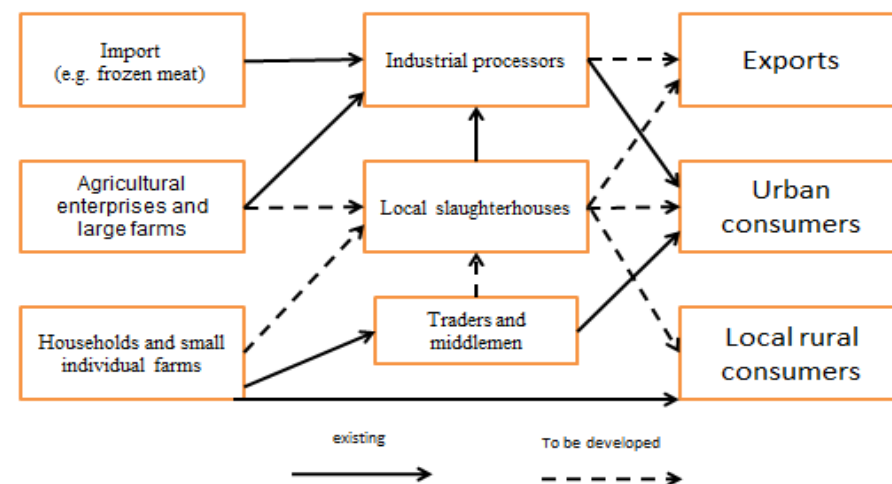 Import
(e.g. frozen meat)
Industrial processors
Exports
Agricultural
enterprises and
large farms
Local slaughterhouses
Urban
consumers
Households and small
individual farms
Traders and
middlemen
Local rural
consumers
existing
To be developed